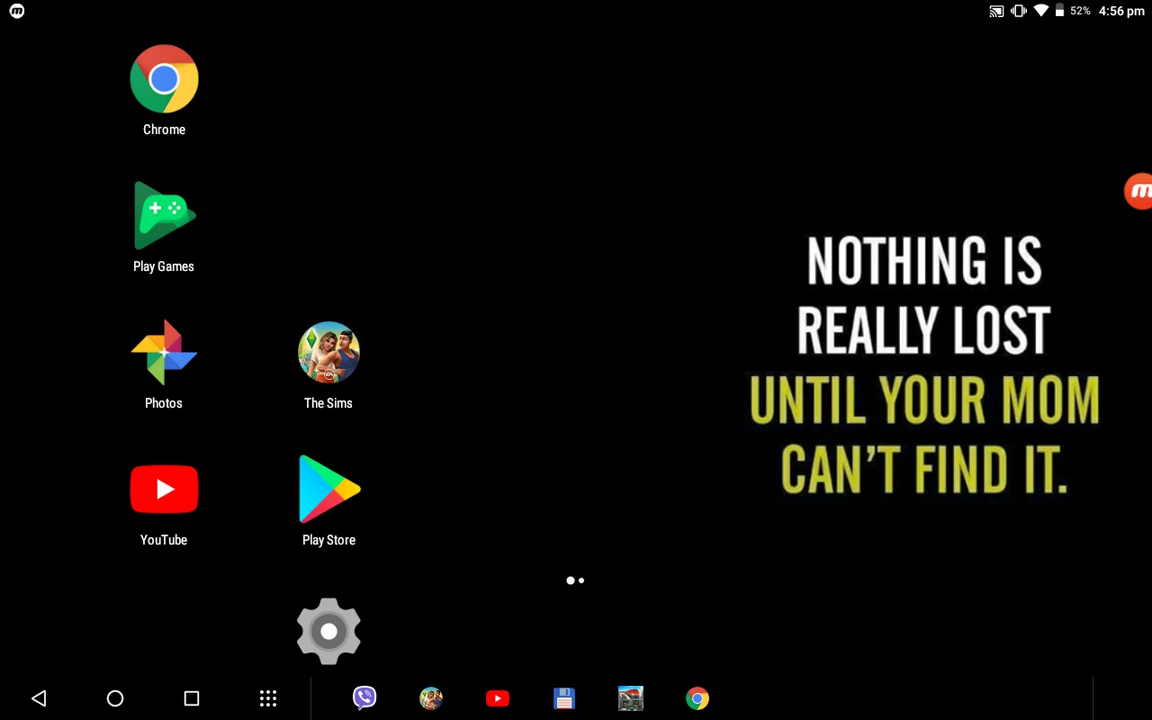 52% 4:56 pm
Chrome
Play Games
Photos
The Sims
YouTube
Play Store
NOTHING IS
REALLY LOST
UNTIL YOUR MOM
CAN'T FIND IT.